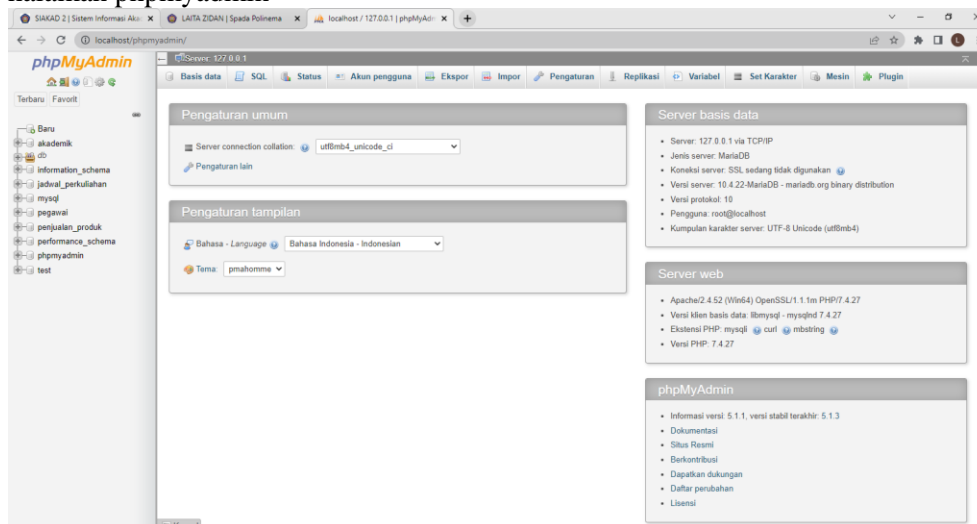 halaman phpmyadmin
SIAKAD 2 | Sistem Informasi Aka
LAITA ZIDAN | Spada Polinema
localhost / 127.0.0.1 | phpMyAdm
localhost/phpmyadmin/
phpMyAdmin
Terbaru Favorit
Baru
akademik
db
information_schema
jadwal_perkuliahan
mysql
pegawai
penjualan_produk
performance_schema
phpmyadmin
test
Server: 127.0.0.1
Basis data SQL Status Akun pengguna Ekspor Impor Pengaturan Replikasi Variabel Set Karakter Mesin Plugin
Pengaturan umum
Server connection collation: utf8mb4_unicode_ci
Pengaturan lain
Pengaturan tampilan
Bahasa - Language Bahasa Indonesia - Indonesian
Tema: pmahomme
Server basis data
• Server: 127.0.0.1 via TCP/IP
• Jenis server: MariaDB
• Koneksi server: SSL sedang tidak digunakan
• Versi server: 10.4.22-MariaDB - mariadb.org binary distribution
• Versi protokol: 10
• Pengguna: root@localhost
• Kumpulan karakter server: UTF-8 Unicode (utf8mb4)
Server web
• Apache/2.4.52 (Win64) OpenSSL/1.1.1m PHP/7.4.27
• Versi klien basis data: libmysql - mysqlnd 7.4.27
• Ekstensi PHP: mysqli curl mbstring
• Versi PHP: 7.4.27
phpMyAdmin
• Informasi versi: 5.1.1, versi stabil terakhir: 5.1.3
• Dokumentasi
• Situs Resmi
• Berkontribusi
• Dapatkan dukungan
• Daftar perubahan
• Lisensi